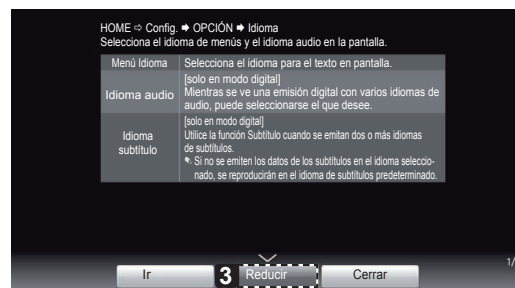 HOME ⇨ Config. ➡ OPCIÓN ➡ Idioma
Selecciona el idioma de menús y el idioma audio en la pantalla.
Menú Idioma Selecciona el idioma para el texto en pantalla.
Idioma audio
[solo en modo digital]
Mientras se ve una emisión digital con varios idiomas de
audio, puede seleccionarse el que desee.
Idioma
subtítulo
[solo en modo digital]
Utilice la función Subtítulo cuando se emitan dos o más idiomas
de subtítulos.
Si no se emiten los datos de los subtítulos en el idioma seleccio-
nado, se reproducirán en el idioma de subtítulos predeterminado.
1/
Ir 3 Reducir Cerrar